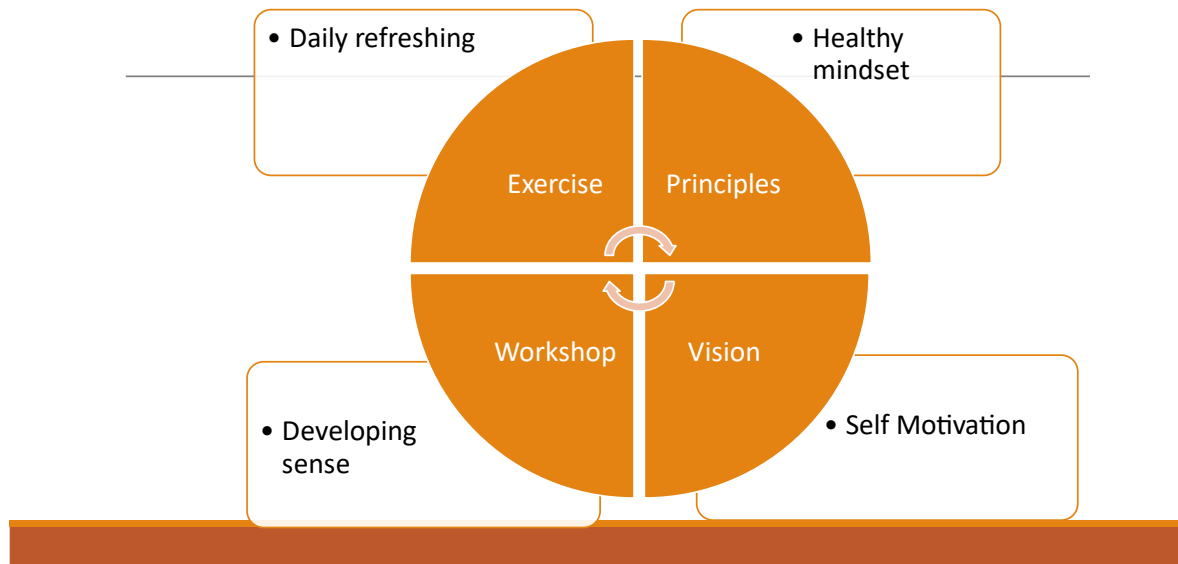 • Daily refreshing
• Healthy
mindset
Exercise
Principles
Workshop
Vision
• Developing
sense
• Self Motivation